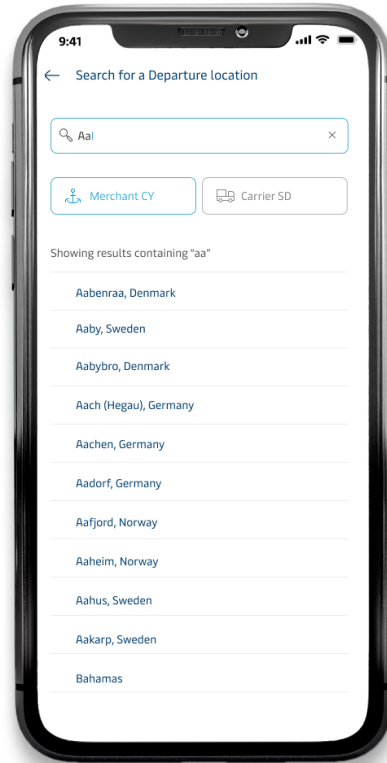 9:41
Search for a Departure location
Aa
Merchant CY
Carrier SD
Showing results containing "aa"
Aabenraa, Denmark
Aaby, Sweden
Aabybro, Denmark
Aach (Hegau), Germany
Aachen, Germany
Aadorf, Germany
Aafjord, Norway
Aaheim, Norway
Aahus, Sweden
Aakarp, Sweden
Bahamas